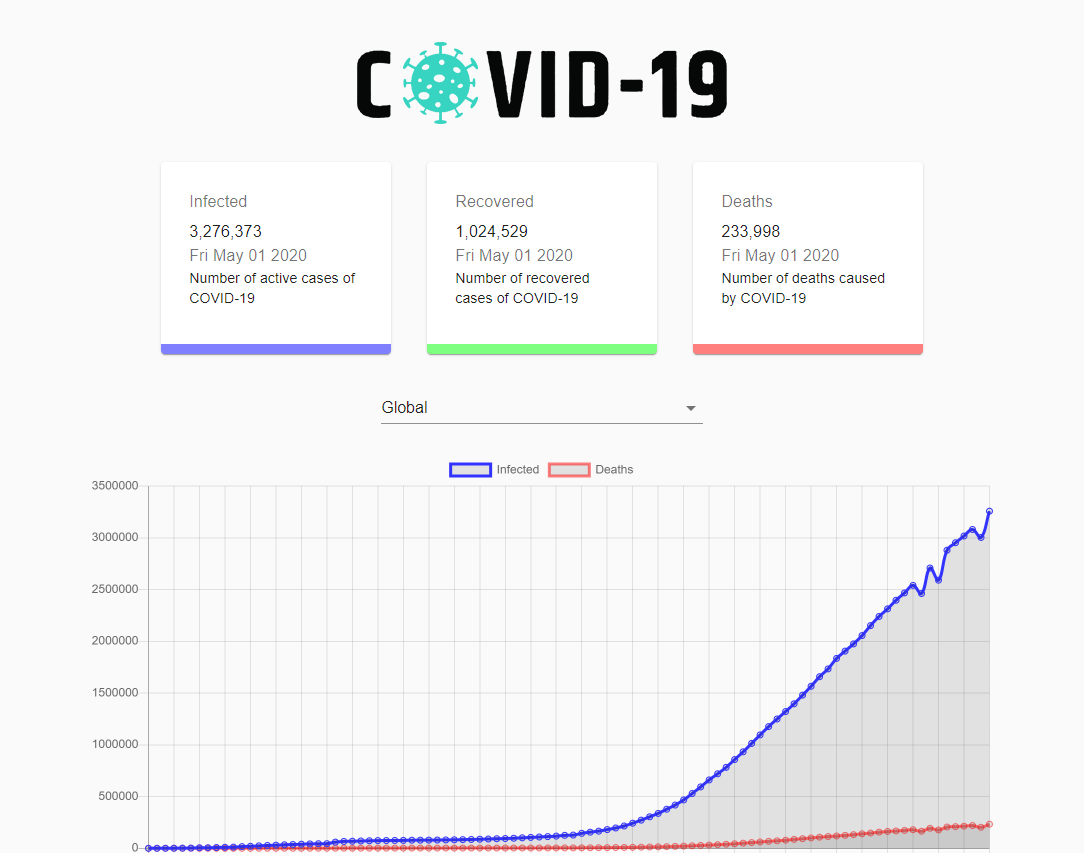 COVID-19
Infected
3,276,373
Fri May 01 2020
Number of active cases of
COVID-19
Recovered
1,024,529
Fri May 01 2020
Number of recovered
cases of COVID-19
Deaths
233,998
Fri May 01 2020
Number of deaths caused
by COVID-19
Global
Infected Deaths
3500000
3000000
2500000
2000000
1500000
1000000
500000
0